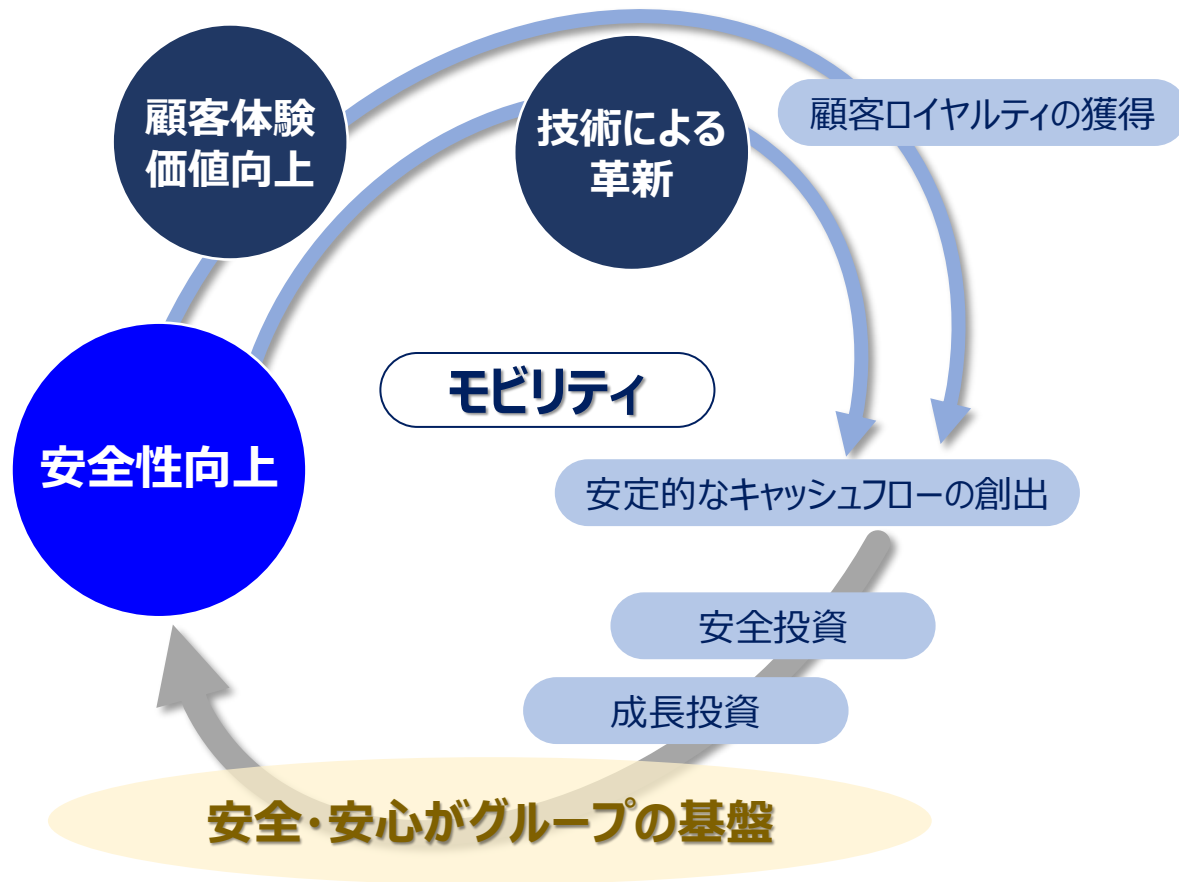 顧客体験
価値向上
技術による
革新
顧客ロイヤルティの獲得
モビリティ
安全性向上
安定的なキャッシュフローの創出
安全投資
成長投資
安全・安心がグループの基盤